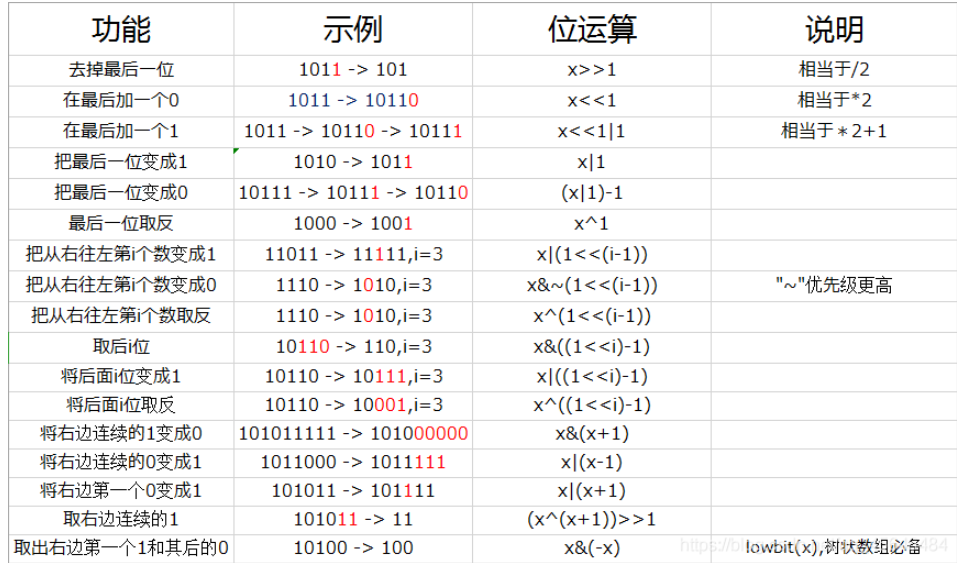 功能 示例 位运算 说明
去掉最后一位 1011 -> 101 x>>1 相当于/2
在最后加一个0 1011 -> 10110 x<<1 相当于*2
在最后加一个1 1011 -> 10110 -> 10111 x<<1|1 相当于＊2+1
把最后一位变成1 1010 -> 1011 x|1
把最后一位变成0 10111 -> 10111 -> 10110 (x|1)-1
最后一位取反 1000 -> 1001 x^1
把从右往左第i个数变成1 11011 -> 11111,i=3 x|(1<<(i-1))
把从右往左第i个数变成0 1110 -> 1010,i=3 x&~(1<<(i-1)) "~"优先级更高
把从右往左第i个数取反 1110 -> 1010,i=3 x^(1<<(i-1))
取后i位 10110 -> 110,i=3 x&((1<<i)-1)
将后面i位变成1 10110 -> 10111,i=3 x|((1<<i)-1)
将后面i位取反 10110 -> 10001,i=3 x^((1<<i)-1)
将右边连续的1变成0 101011111 -> 101000000 x&(x+1)
将右边连续的0变成1 1011000 -> 1011111 x|(x-1)
将右边第一个0变成1 101011 -> 101111 x|(x+1)
取右边连续的1 101011 -> 11 (x^(x+1))>>1
取出右边第一个1和其后的0 10100 -> 100 x&(-x) lowbit(x),树状数组必备